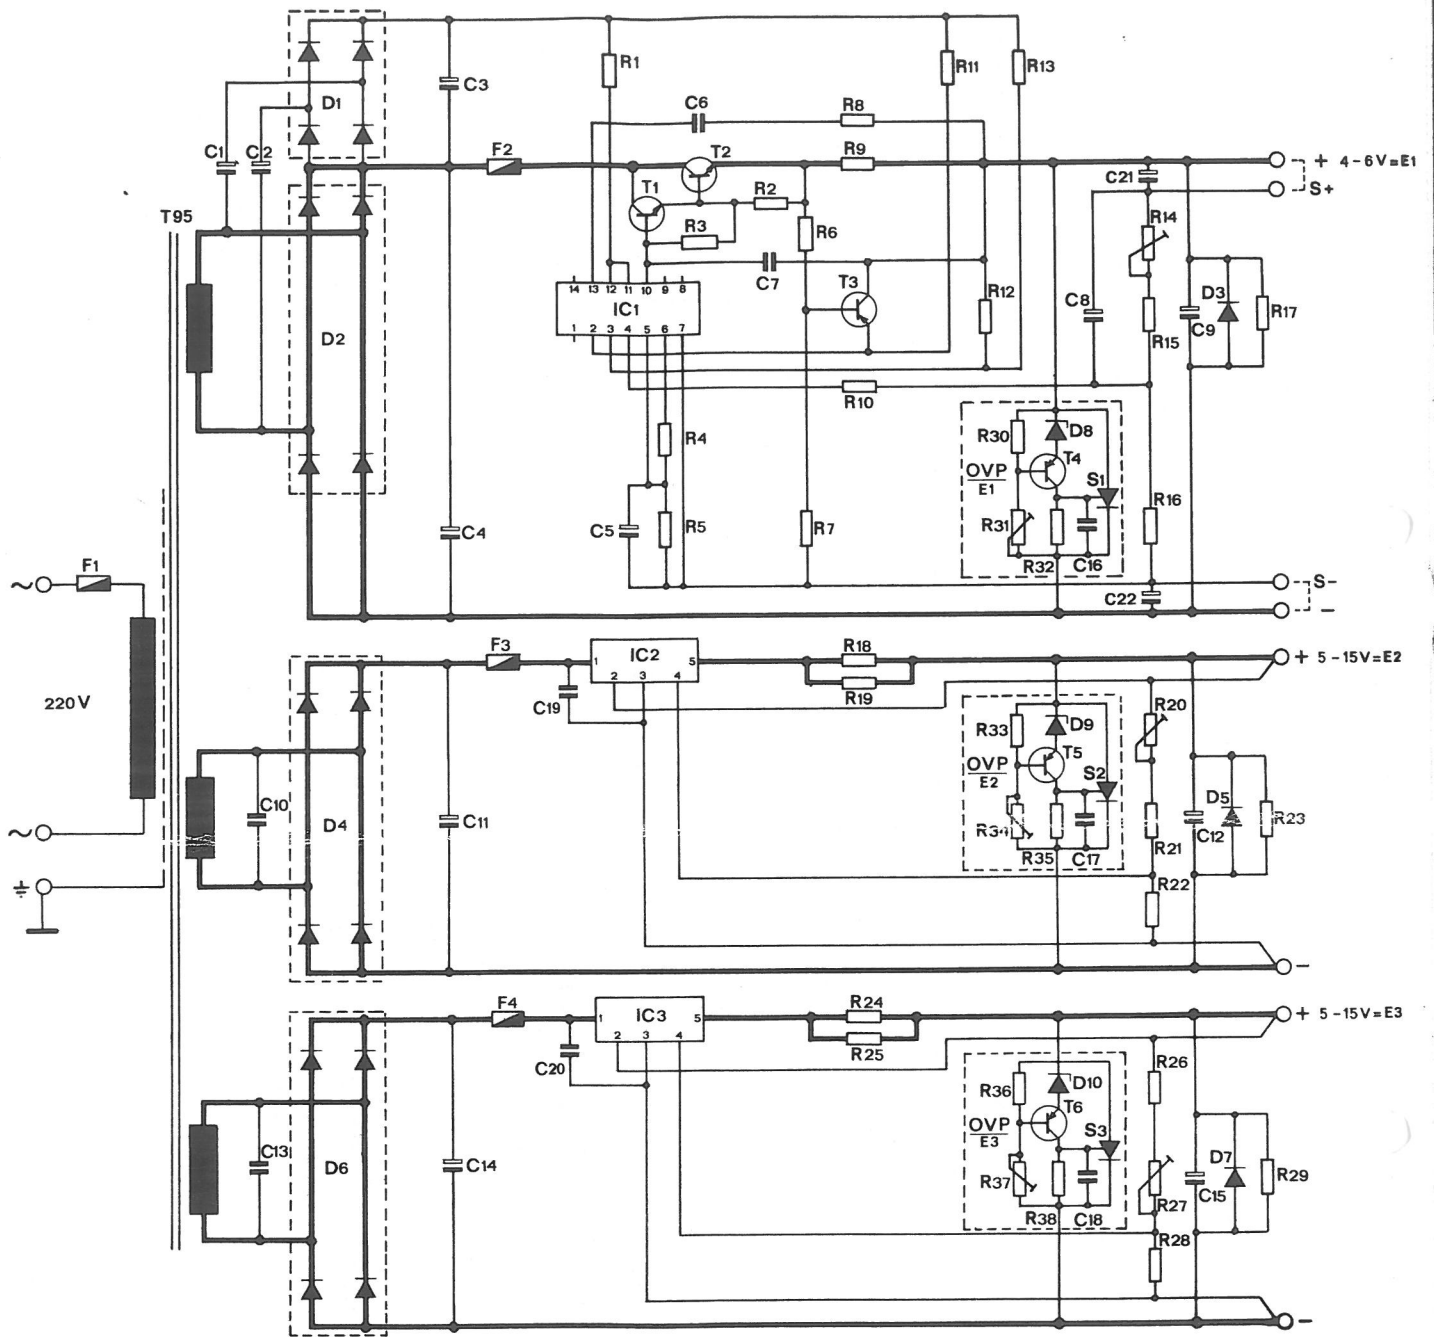 R1
R11
R13
C3
D1
C6
R8
C1
C2
F2
T2
R9
+ 4-6V=E1
C21
S+
T1
R2
T95
R3
R6
R14
C7
T3
14 13 12 11 10 9 8
IC1
1 2 3 4 5 6 7
R12
C8
D3
R17
C9
R15
D2
R10
R4
R30
D8
T4
OVP
E1
S1
R16
C4
C5
R5
R7
R31
R32
C16
F1
~
S-
C22
-
F3
IC2
1
5
2 3 4
R18
R19
+ 5-15V=E2
220V
C19
R33
D9
R20
T5
OVP
E2
S2
C10
D4
C11
R34
D5
C12
R23
R35
C17
R21
~
R22
-
F4
IC3
1
5
2 3 4
R24
R25
+ 5-15V=E3
C20
R36
D10
R26
T6
OVP
E3
S3
C13
D6
C14
R37
R27
D7
C15
R29
R38
C18
R28
-